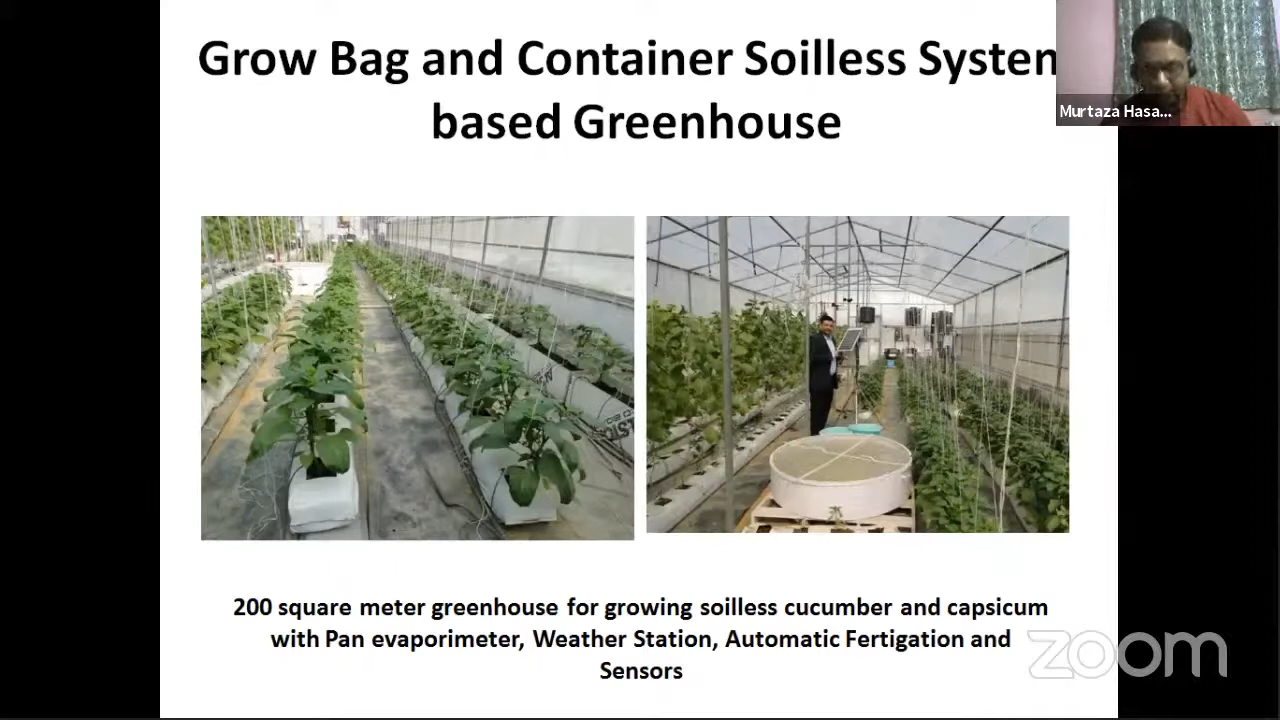 Grow Bag and Container Soilless System
based Greenhouse
Murtaza Hasa...
200 square meter greenhouse for growing soilless cucumber and capsicum
with Pan evaporimeter, Weather Station, Automatic Fertigation and
Sensors
zoom